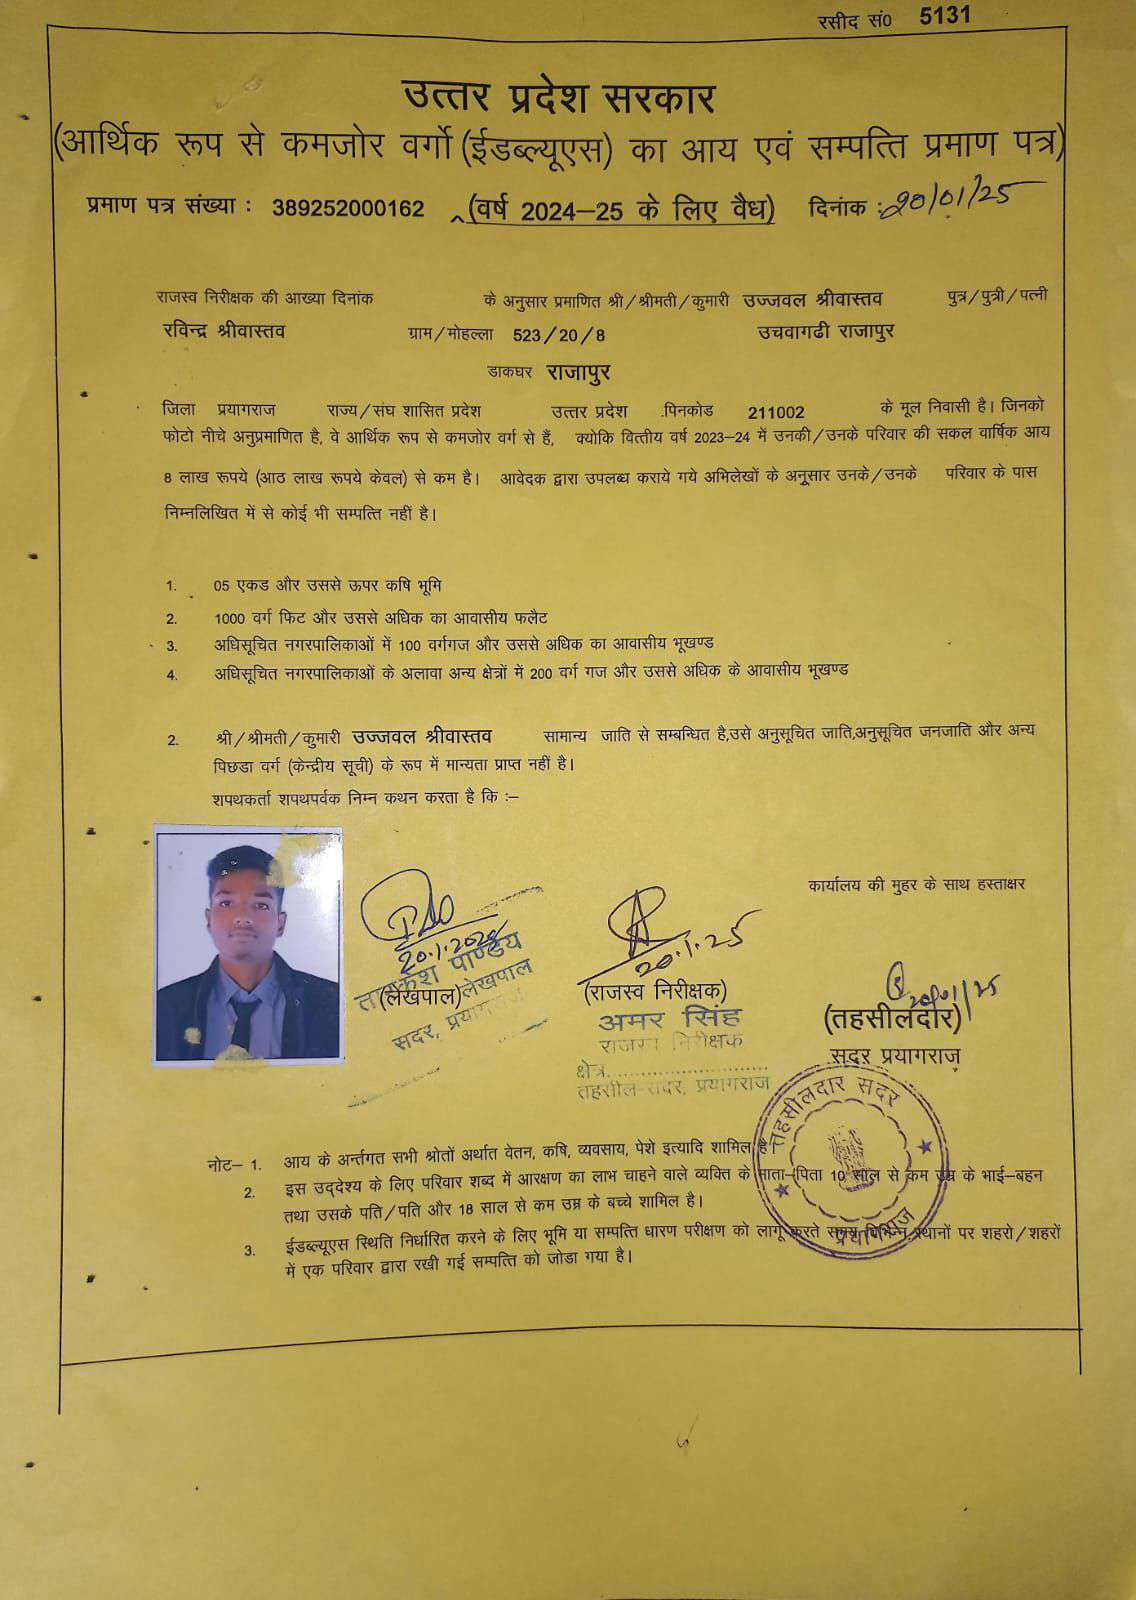 रसीद सं0 5131
उत्तर प्रदेश सरकार
(आर्थिक रूप से कमजोर वर्गो (ईडब्ल्यूएस) का आय एवं सम्पत्ति प्रमाण पत्र)
प्रमाण पत्र संख्या : 389252000162 (वर्ष 2024–25 के लिए वैध) दिनांक : 20/01/25
राजस्व निरीक्षक की आख्या दिनांक के अनुसार प्रमाणित श्री/श्रीमती/कुमारी उज्जवल श्रीवास्तव पुत्र/पुत्री/पत्नी
रविन्द्र श्रीवास्तव ग्राम/मोहल्ला 523/20/8 उचवागढी राजापुर
डाकघर राजापुर
जिला प्रयागराज राज्य/संघ शासित प्रदेश उत्तर प्रदेश .पिनकोड 211002 के मूल निवासी है। जिनको
फोटो नीचे अनुप्रमाणित है, वे आर्थिक रूप से कमजोर वर्ग से हैं, क्योकि वित्तीय वर्ष 2023–24 में उनकी/उनके परिवार की सकल वार्षिक आय
8 लाख रूपये (आठ लाख रूपये केवल) से कम है। आवेदक द्वारा उपलब्ध कराये गये अभिलेखों के अनुसार उनके/उनके परिवार के पास
निम्नलिखित में से कोई भी सम्पत्ति नहीं है।
1. 05 एकड और उससे ऊपर कषि भूमि
2. 1000 वर्ग फिट और उससे अधिक का आवासीय फलैट
3. अधिसूचित नगरपालिकाओं में 100 वर्गगज और उससे अधिक का आवासीय भूखण्ड
4. अधिसूचित नगरपालिकाओं के अलावा अन्य क्षेत्रों में 200 वर्ग गज और उससे अधिक के आवासीय भूखण्ड
2. श्री/श्रीमती/कुमारी उज्जवल श्रीवास्तव सामान्य जाति से सम्बन्धित है,उसे अनुसूचित जाति,अनुसूचित जनजाति और अन्य
पिछडा वर्ग (केन्द्रीय सूची) के रूप में मान्यता प्राप्त नहीं है।
शपथकर्ता शपथपर्वक निम्न कथन करता है कि :–
कार्यालय की मुहर के साथ हस्ताक्षर
20.1.2025
पाण्डेय
(लेखपाल) लेखपाल
सदर, प्रयागराज
20.1.25
(राजस्व निरीक्षक)
अमर सिंह
राजस्व निरीक्षक
क्षेत्र..........................
तहसील-सदर, प्रयागराज
20/01/25
(तहसीलदार)
सदर प्रयागराज
तहसीलदार सदर
प्रयागराज
नोट– 1. आय के अर्न्तगत सभी श्रोतों अर्थात वेतन, कषि, व्यवसाय, पेशे इत्यादि शामिल है।
2. इस उद्देश्य के लिए परिवार शब्द में आरक्षण का लाभ चाहने वाले व्यक्ति के माता–पिता 10 साल से कम उम्र के भाई–बहन
तथा उसके पति/पति और 18 साल से कम उम्र के बच्चे शामिल है।
3. ईडब्ल्यूएस स्थिति निर्धारित करने के लिए भूमि या सम्पत्ति धारण परीक्षण को लागू करते समय विभिन्न स्थानों पर शहरो/शहरों
में एक परिवार द्वारा रखी गई सम्पत्ति को जोडा गया है।